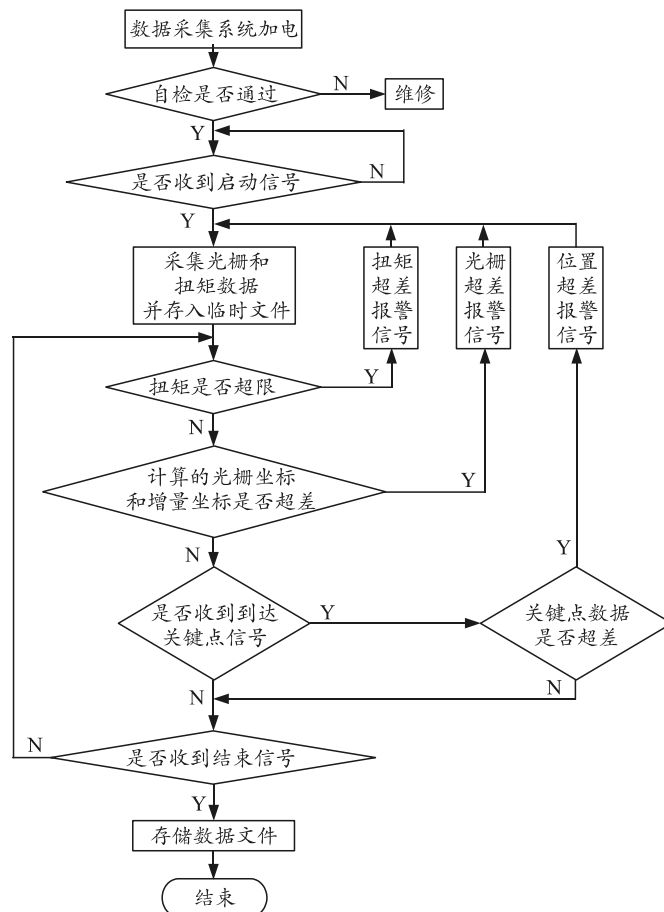 数据采集系统加电
自检是否通过
N
维修
Y
是否收到启动信号
N
Y
采集光栅和
扭矩数据
并存入临时文件
扭矩
超差
报警
信号
光栅
超差
报警
信号
位置
超差
报警
信号
扭矩是否超限
Y
N
计算的光栅坐标
和增量坐标是否超差
Y
N
Y
是否收到到达
关键点信号
Y
关键点数据
是否超差
N
N
N
是否收到结束信号
Y
存储数据文件
结束